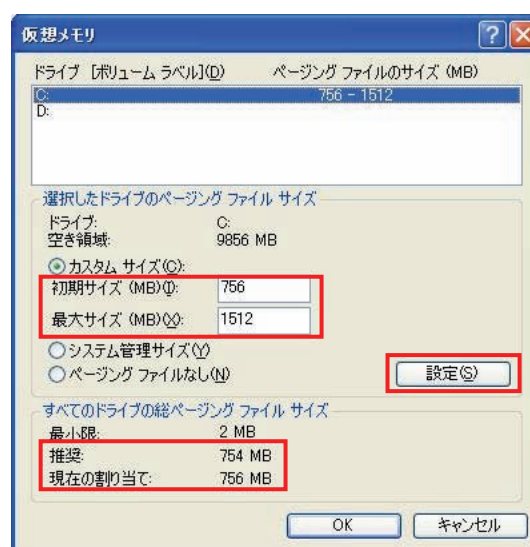 仮想メモリ
ドライブ [ボリューム ラベル](D) ページング ファイルのサイズ (MB)
C: 756 - 1512
D:
選択したドライブのページング ファイル サイズ
ドライブ: C:
空き領域: 9856 MB
カスタム サイズ(C):
初期サイズ (MB)(I): 756
最大サイズ (MB)(X): 1512
システム管理サイズ(Y)
ページング ファイルなし(N)
設定(S)
すべてのドライブの総ページング ファイル サイズ
最小限: 2 MB
推奨: 754 MB
現在の割り当て: 756 MB
OK キャンセル